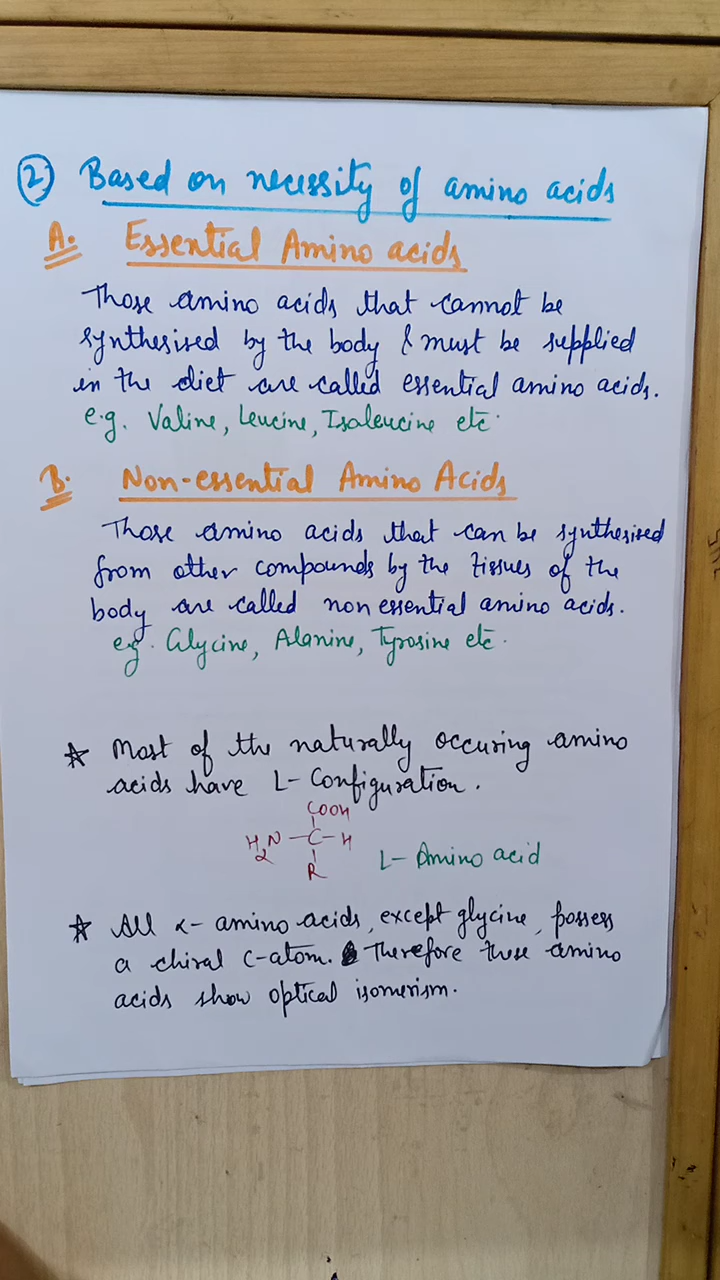 ② Based on necessity of amino acids
A. Essential Amino acids
Those amino acids that cannot be
synthesised by the body & must be supplied
in the diet are called essential amino acids.
e.g. Valine, Leucine, Isoleucine etc.
B. Non-essential Amino Acids
Those amino acids that can be synthesised
from other compounds by the tissues of the
body are called non essential amino acids.
eg. Glycine, Alanine, Tyrosine etc.
☆ Most of the naturally occuring amino
acids have L-Configuration.
COOH
H₂N – C – H
R
L- Amino acid
☆ All α- amino acids, except glycine, possess
a chiral C-atom. Therefore these amino
acids show optical isomerism.